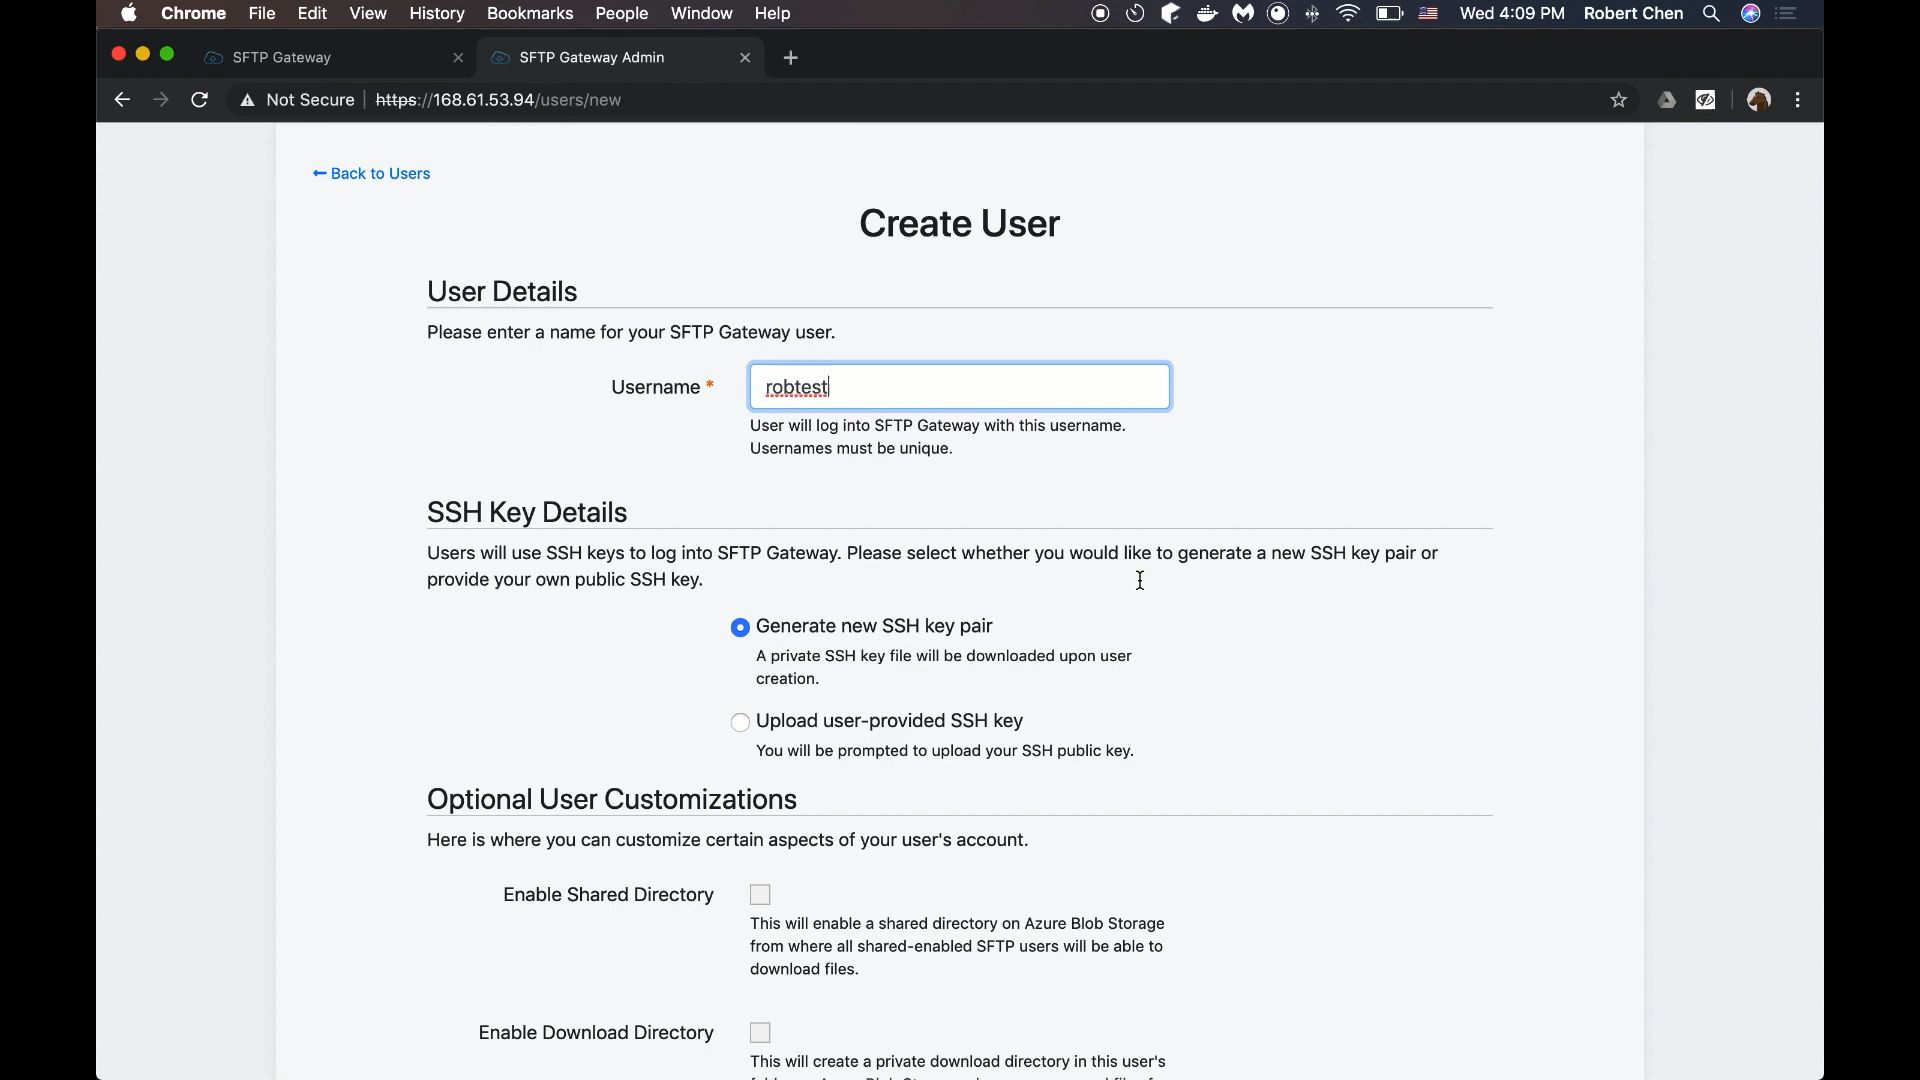 Chrome File Edit View History Bookmarks People Window Help Wed 4:09 PM Robert Chen
SFTP Gateway SFTP Gateway Admin
Not Secure https://168.61.53.94/users/new
Back to Users
Create User
User Details
Please enter a name for your SFTP Gateway user.
Username * robtest
User will log into SFTP Gateway with this username.
Usernames must be unique.
SSH Key Details
Users will use SSH keys to log into SFTP Gateway. Please select whether you would like to generate a new SSH key pair or
provide your own public SSH key.
Generate new SSH key pair
A private SSH key file will be downloaded upon user
creation.
Upload user-provided SSH key
You will be prompted to upload your SSH public key.
Optional User Customizations
Here is where you can customize certain aspects of your user's account.
Enable Shared Directory
This will enable a shared directory on Azure Blob Storage
from where all shared-enabled SFTP users will be able to
download files.
Enable Download Directory
This will create a private download directory in this user's